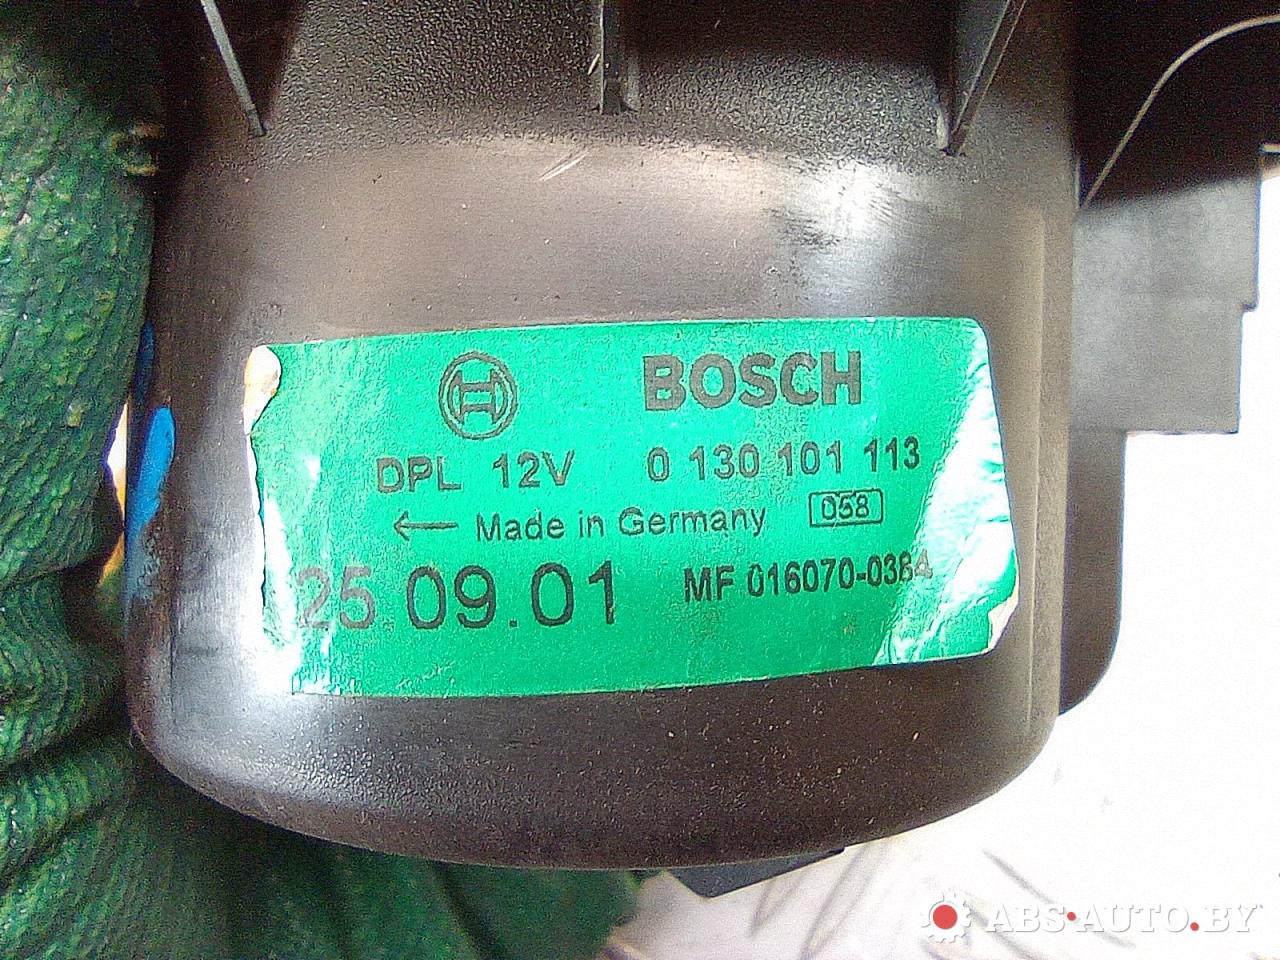 BOSCH
DPL 12V 0 130 101 113
← Made in Germany 058
25.09.01 MF 016070-0384
ABS-AUTO.BY